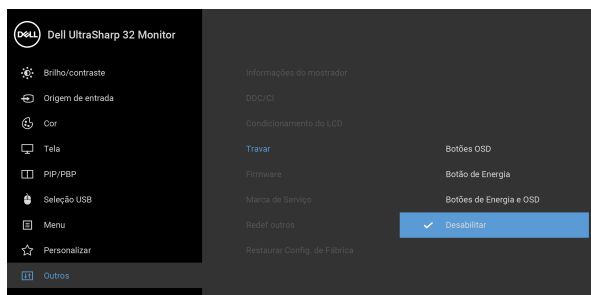 DELL
Dell UltraSharp 32 Monitor
Brilho/contraste
Origem de entrada
Cor
Tela
PIP/PBP
Seleção USB
Menu
Personalizar
Outros
Informações do mostrador
DDC/CI
Condicionamento do LCD
Travar
Firmware
Marca de Serviço
Redef outros
Restaurar Config. de Fábrica
Botões OSD
Botão de Energia
Botões de Energia e OSD
Desabilitar